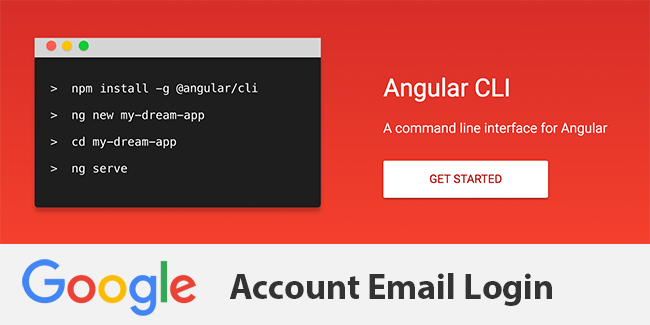 > npm install -g @angular/cli
> ng new my-dream-app
> cd my-dream-app
> ng serve
Angular CLI
A command line interface for Angular
GET STARTED
Google Account Email Login